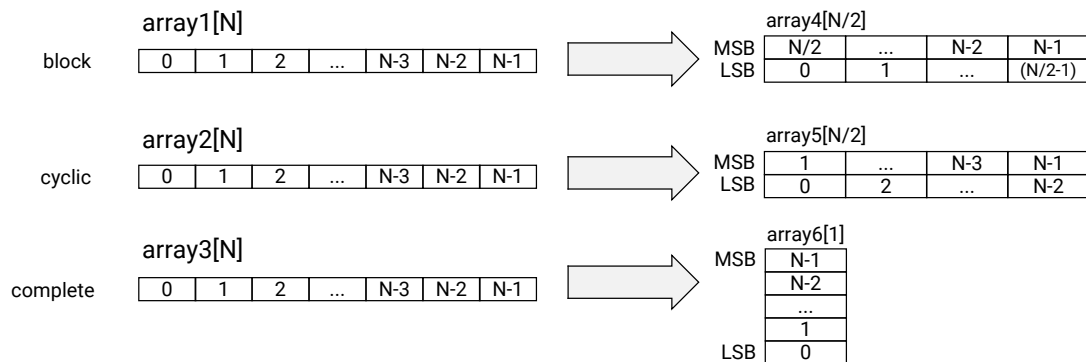 array1[N]
array4[N/2]
block
0 1 2 ... N-3 N-2 N-1
MSB N/2 ... N-2 N-1
LSB 0 1 ... (N/2-1)
array2[N]
array5[N/2]
cyclic
0 1 2 ... N-3 N-2 N-1
MSB 1 ... N-3 N-1
LSB 0 2 ... N-2
array3[N]
array6[1]
complete
0 1 2 ... N-3 N-2 N-1
MSB N-1
N-2
...
1
LSB 0